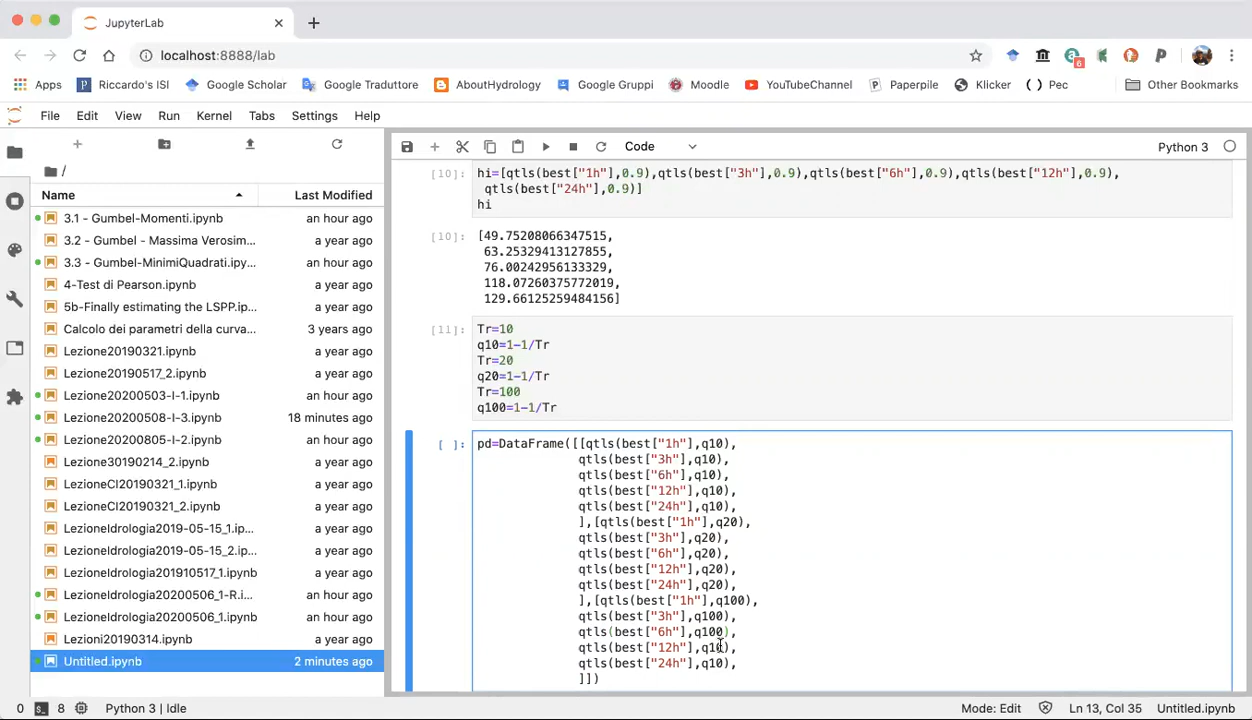 JupyterLab
localhost:8888/lab
6
Apps
Riccardo's ISI
Google Scholar
Google Traduttore
AboutHydrology
Google Gruppi
Moodle
YouTubeChannel
Paperpile
Klicker
Pec
Other Bookmarks
File Edit View Run Kernel Tabs Settings Help
Code
Python 3
/
Name Last Modified
3.1 - Gumbel-Momenti.ipynb an hour ago
3.2 - Gumbel - Massima Verosim... a year ago
3.3 - Gumbel-MinimiQuadrati.ipy... an hour ago
4-Test di Pearson.ipynb a year ago
5b-Finally estimating the LSPP.ip... a year ago
Calcolo dei parametri della curva... 3 years ago
Lezione20190321.ipynb a year ago
Lezione20190517_2.ipynb a year ago
Lezione20200503-I-1.ipynb an hour ago
Lezione20200508-I-3.ipynb 18 minutes ago
Lezione20200805-I-2.ipynb an hour ago
Lezione30190214_2.ipynb a year ago
LezioneCI20190321_1.ipynb a year ago
LezioneCI20190321_2.ipynb a year ago
LezioneIdrologia2019-05-15_1.ip... a year ago
LezioneIdrologia2019-05-15_2.ip... a year ago
LezioneIdrologia201910517_1.ipynb a year ago
LezioneIdrologia20200506_1-R.i... an hour ago
LezioneIdrologia20200506_1.ipynb an hour ago
Lezioni20190314.ipynb a year ago
Untitled.ipynb 2 minutes ago
[10]: hi=[qtls(best["1h"],0.9),qtls(best["3h"],0.9),qtls(best["6h"],0.9),qtls(best["12h"],0.9),
qtls(best["24h"],0.9)]
hi
[10]: [49.75208066347515,
63.25329413127855,
76.00242956133329,
118.07260375772019,
129.66125259484156]
[11]: Tr=10
q10=1-1/Tr
Tr=20
q20=1-1/Tr
Tr=100
q100=1-1/Tr
[ ]: pd=DataFrame([[qtls(best["1h"],q10),
qtls(best["3h"],q10),
qtls(best["6h"],q10),
qtls(best["12h"],q10),
qtls(best["24h"],q10),
],[qtls(best["1h"],q20),
qtls(best["3h"],q20),
qtls(best["6h"],q20),
qtls(best["12h"],q20),
qtls(best["24h"],q20),
],[qtls(best["1h"],q100),
qtls(best["3h"],q100),
qtls(best["6h"],q100),
qtls(best["12h"],q10),
qtls(best["24h"],q10),
]])
0 8 Python 3 | Idle Mode: Edit Ln 13, Col 35 Untitled.ipynb